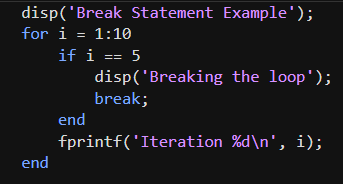 disp('Break Statement Example');
for i = 1:10
    if i == 5
        disp('Breaking the loop');
        break;
    end
    fprintf('Iteration %d\n', i);
end